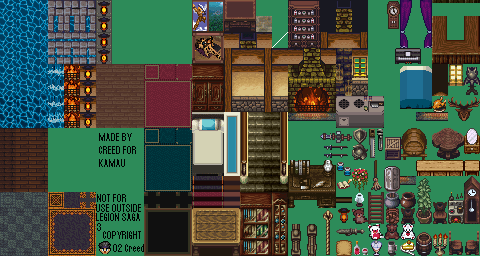 MADE BY
CREED FOR
KAMAU
NOT FOR
USE OUTSIDE
LEGION SAGA
3
COPYRIGHT
02 Creed